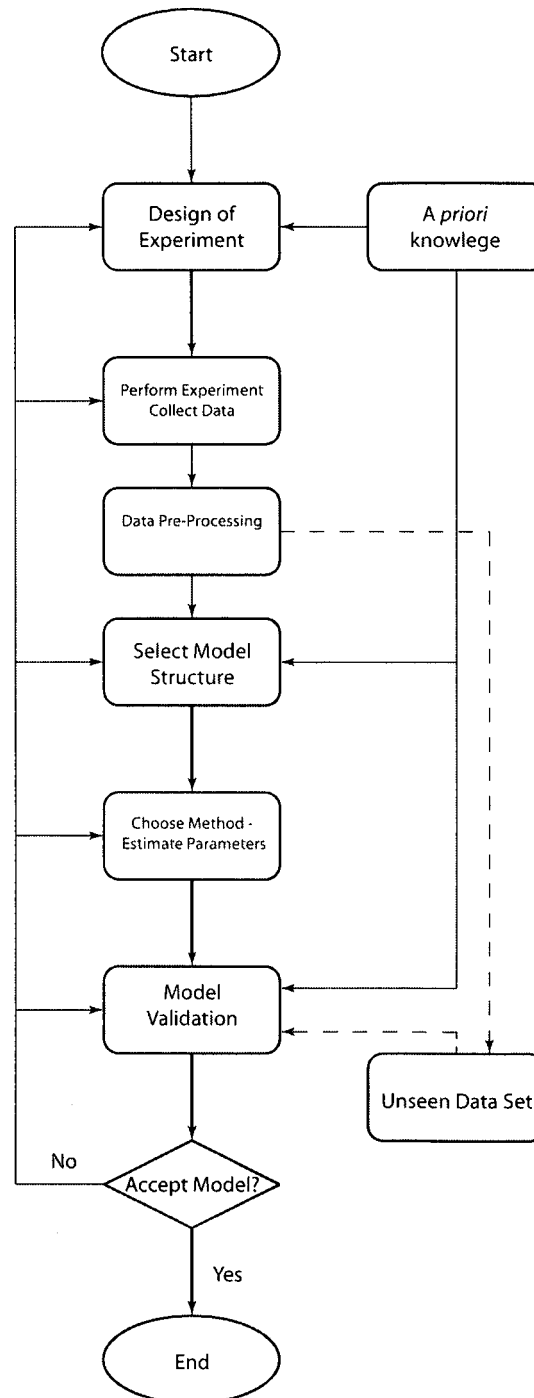 Start
Design of
Experiment
A priori
knowlege
Perform Experiment
Collect Data
Data Pre-Processing
Select Model
Structure
Choose Method -
Estimate Parameters
Model
Validation
Unseen Data Set
No
Accept Model?
Yes
End